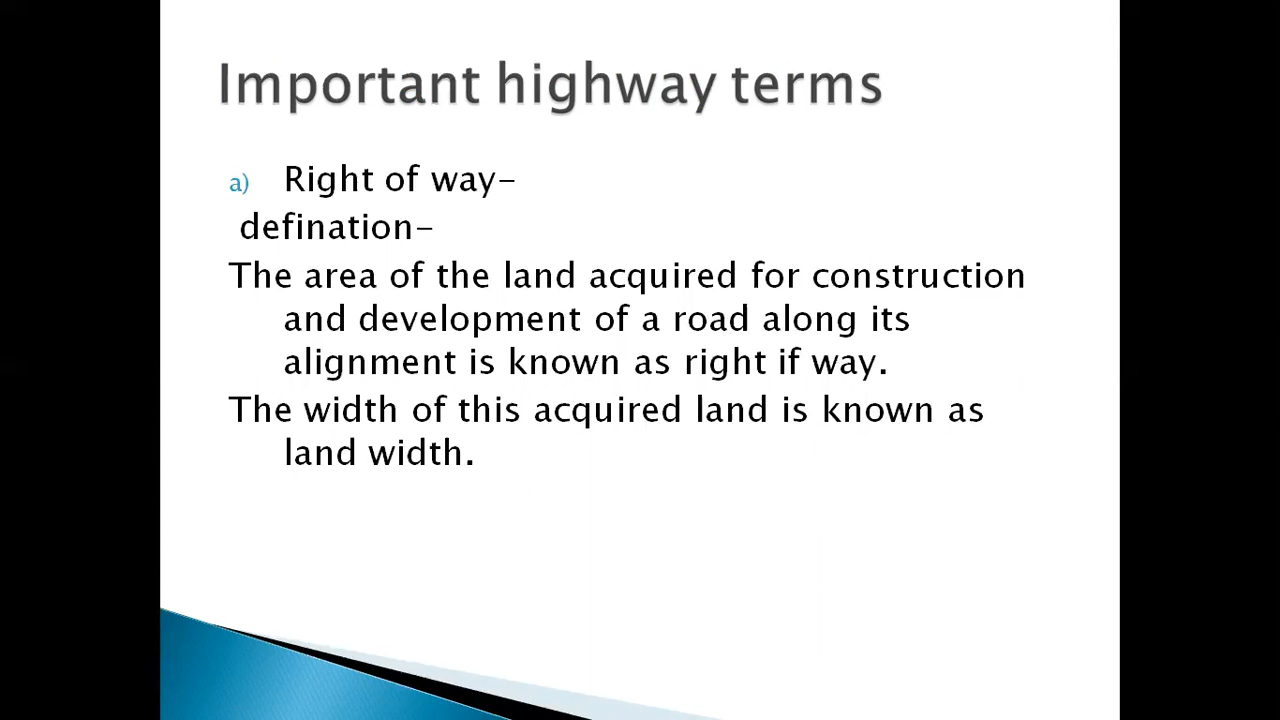 Important highway terms
a) Right of way-
defination-
The area of the land acquired for construction
and development of a road along its
alignment is known as right if way.
The width of this acquired land is known as
land width.